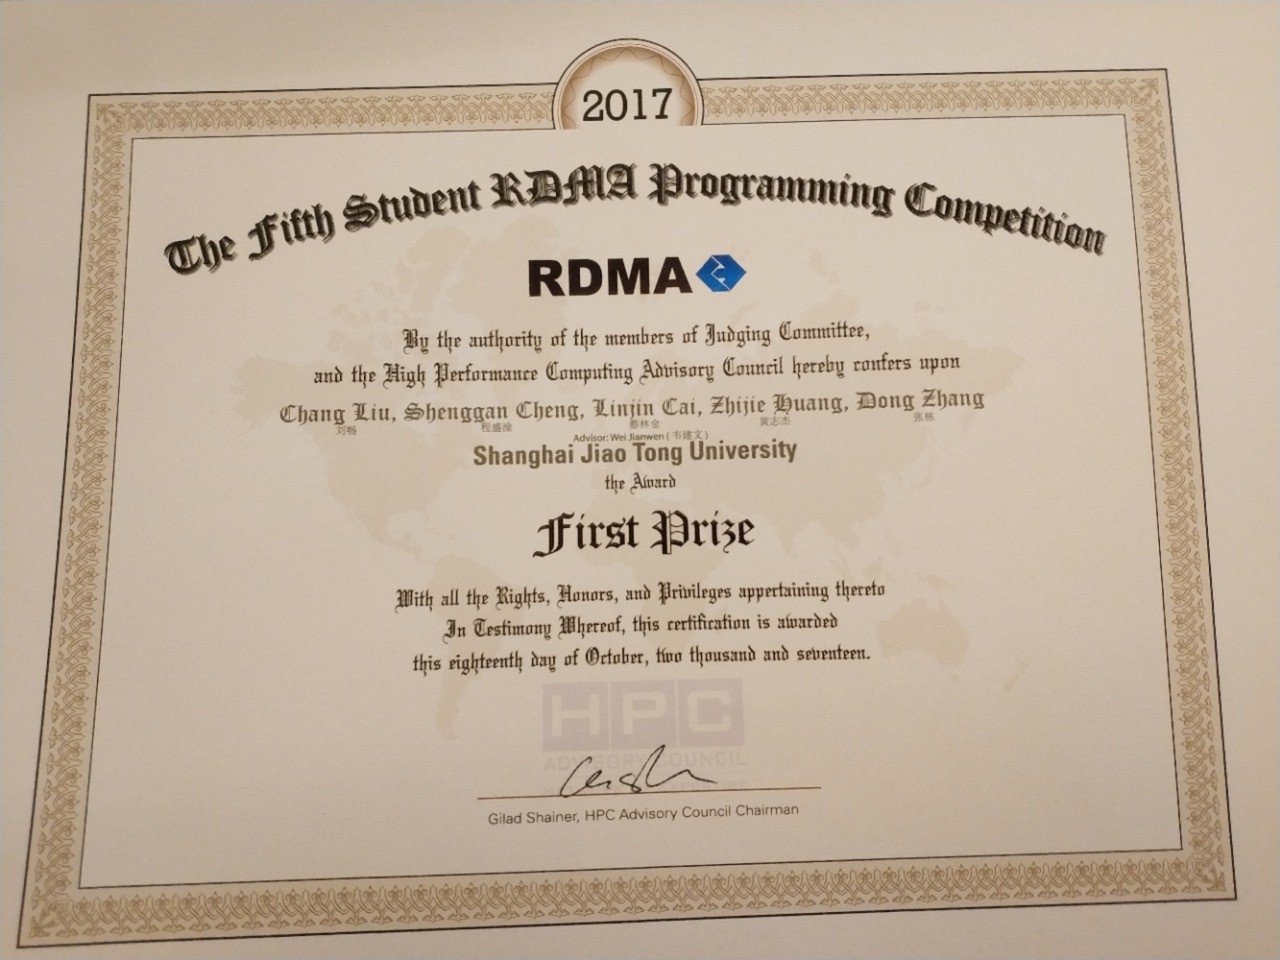 2017
The Fifth Student RDMA Programming Competition
RDMA
By the authority of the members of Judging Committee,
and the High Performance Computing Advisory Council hereby confers upon
Chang Liu, Shenggan Cheng, Linjin Cai, Zhijie Huang, Dong Zhang
刘畅 程盛淦 蔡林金 黄志杰 张栋
Advisor: Wei Jianwen ( 韦建文 )
Shanghai Jiao Tong University
the Award
First Prize
With all the Rights, Honors, and Privileges appertaining thereto
In Testimony Whereof, this certification is awarded
this eighteenth day of October, two thousand and seventeen.
HPC
ADVISORY COUNCIL
Gilad Shainer, HPC Advisory Council Chairman